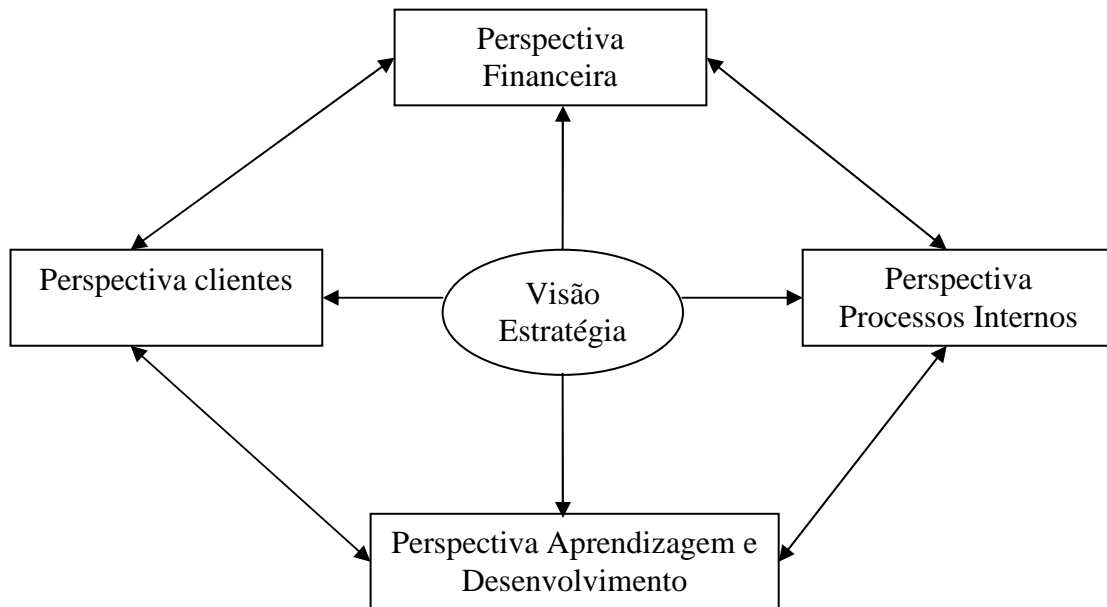 Perspectiva
Financeira
Perspectiva clientes
Visão
Estratégia
Perspectiva
Processos Internos
Perspectiva Aprendizagem e
Desenvolvimento